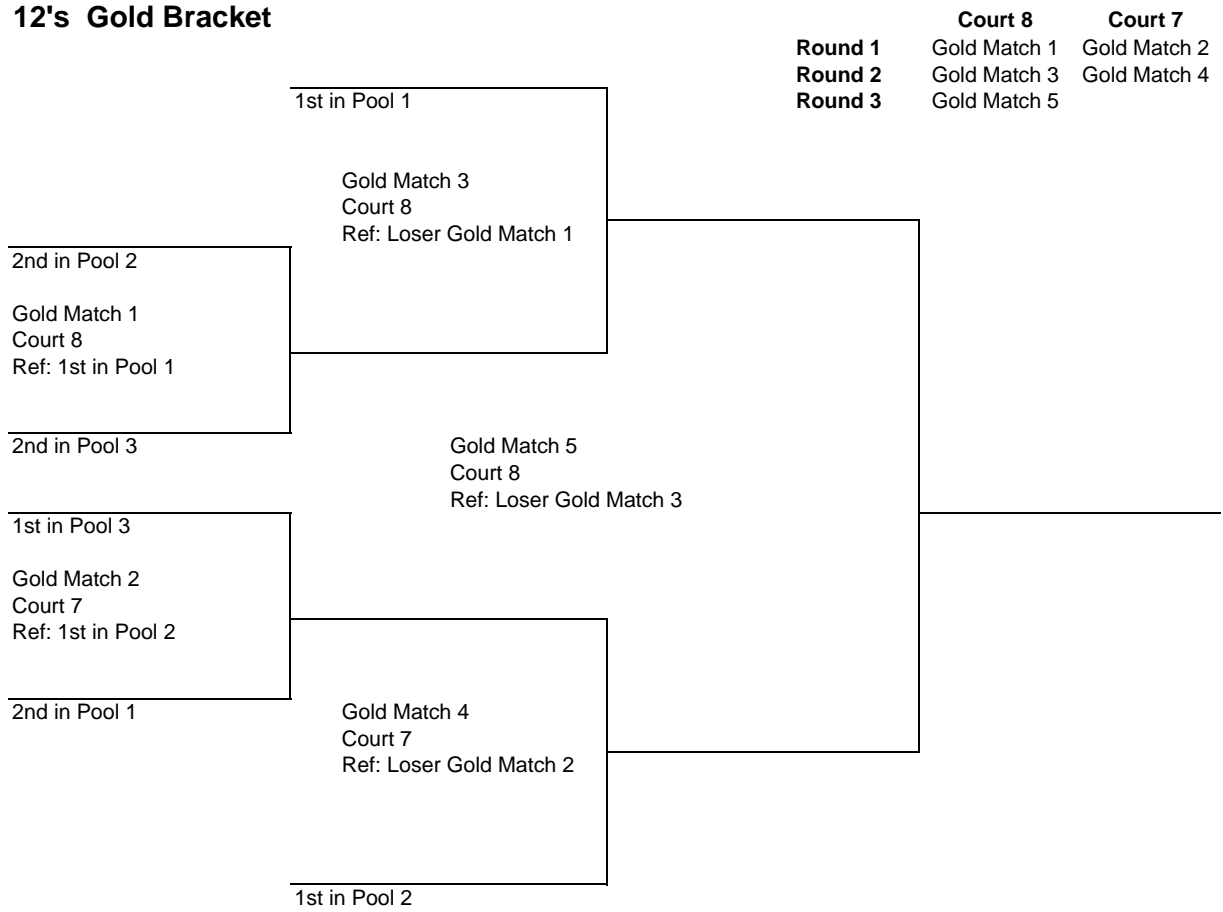 12's  Gold Bracket
Court 8 Court 7
Round 1 Gold Match 1 Gold Match 2
Round 2 Gold Match 3 Gold Match 4
Round 3 Gold Match 5
1st in Pool 1
Gold Match 3
Court 8
Ref: Loser Gold Match 1
2nd in Pool 2
Gold Match 1
Court 8
Ref: 1st in Pool 1
2nd in Pool 3
Gold Match 5
Court 8
Ref: Loser Gold Match 3
1st in Pool 3
Gold Match 2
Court 7
Ref: 1st in Pool 2
2nd in Pool 1
Gold Match 4
Court 7
Ref: Loser Gold Match 2
1st in Pool 2